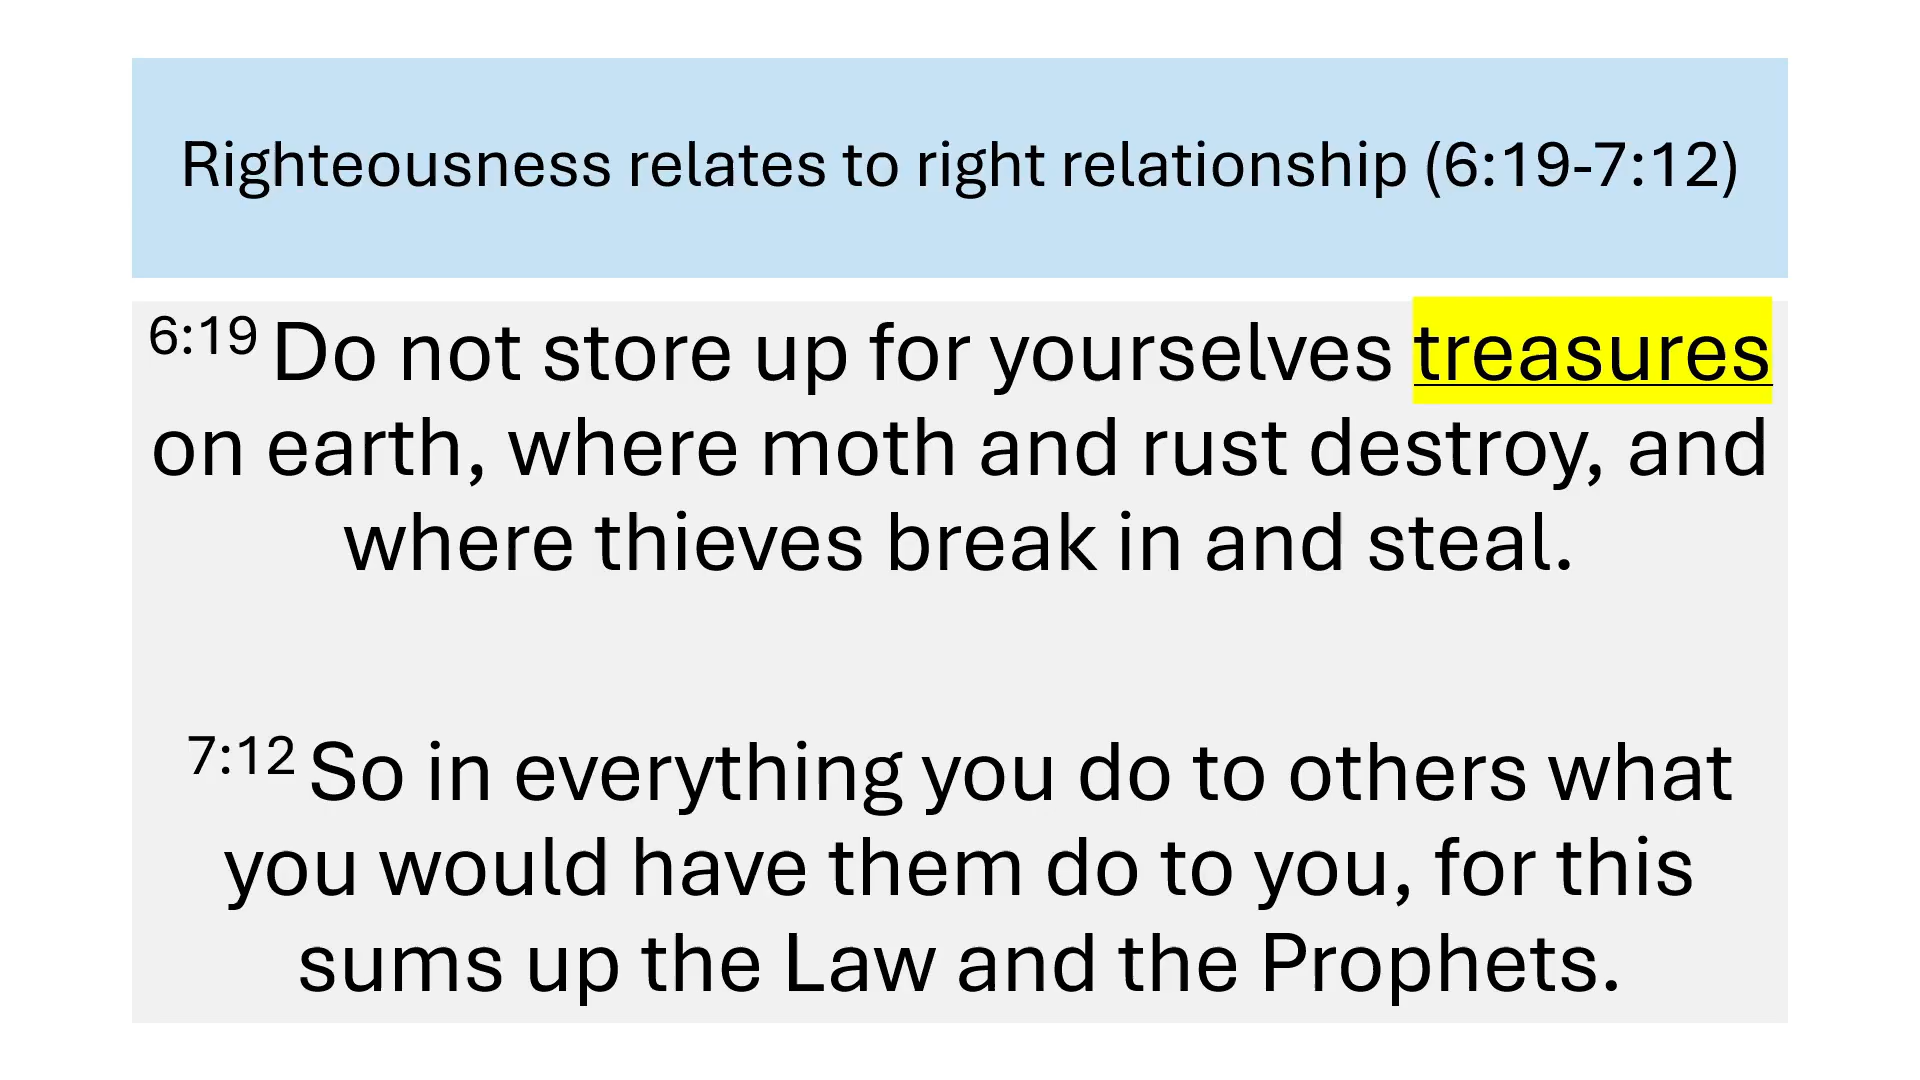 Righteousness relates to right relationship (6:19-7:12)
6:19 Do not store up for yourselves treasures
on earth, where moth and rust destroy, and
where thieves break in and steal.
7:12 So in everything you do to others what
you would have them do to you, for this
sums up the Law and the Prophets.